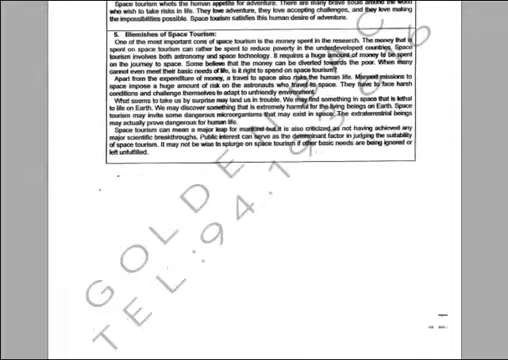 Space tourism whets the human appetite for adventure. There are many brave souls around the world
who wish to take risks in life. They love adventure, they love accepting challenges, and they love making
the impossibilities possible. Space tourism satisfies this human desire of adventure.
5. Blemishes of Space Tourism:
One of the most important cons of space tourism is the money spent in the research. The money that is
spent on space tourism can rather be spent to reduce poverty in the underdeveloped countries. Space
tourism involves both astronomy and space technology. It requires a huge amount of money to be spent
on the journey to space. Some believe that the money can be diverted towards the poor. When many
cannot even meet their basic needs of life, is it right to spend on space tourism?
Apart from the expenditure of money, a travel to space also risks the human life. Manned missions to
space impose a huge amount of risk on the astronauts who travel to space. They have to face harsh
conditions and challenge themselves to adapt to unfriendly environment.
What seems to take us by surprise may land us in trouble. We may find something in space that is lethal
to life on Earth. We may discover something that is extremely harmful for the living beings on Earth. Space
tourism may invite some dangerous microorganisms that may exist in space. The extraterrestrial beings
may actually prove dangerous for human life.
Space tourism can mean a major leap for mankind but it is also criticized as not having achieved any
major scientific breakthroughs. Public interest can serve as the determinant factor in judging the suitability
of space tourism. It may not be wise to splurge on space tourism if other basic needs are being ignored or
left unfulfilled.
GOLDEN
TEL:94.193